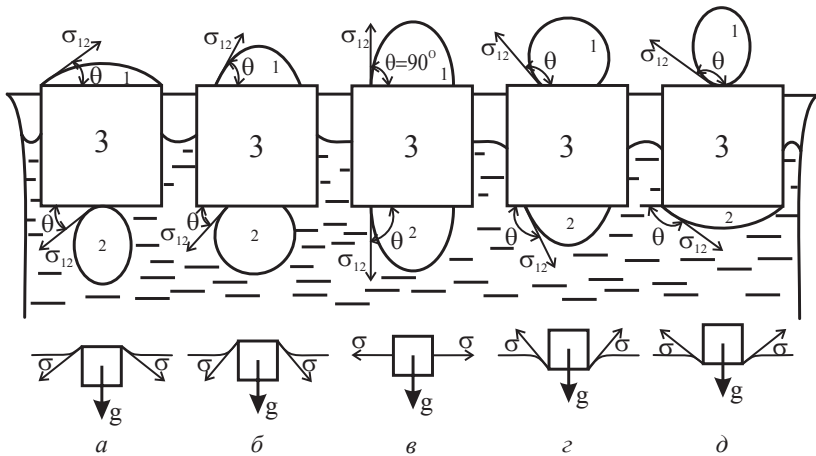 σ₁₂ σ₁₂ σ₁₂ σ₁₂ σ₁₂
θ 1 θ 1 θ=90° 1 θ 1 θ 1
3 3 3 3 3
θ 2 θ 2 θ 2 θ 2 θ 2
σ₁₂ σ₁₂ σ₁₂ σ₁₂ σ₁₂
σ σ σ σ σ σ σ σ σ σ
g g g g g
а б в г д